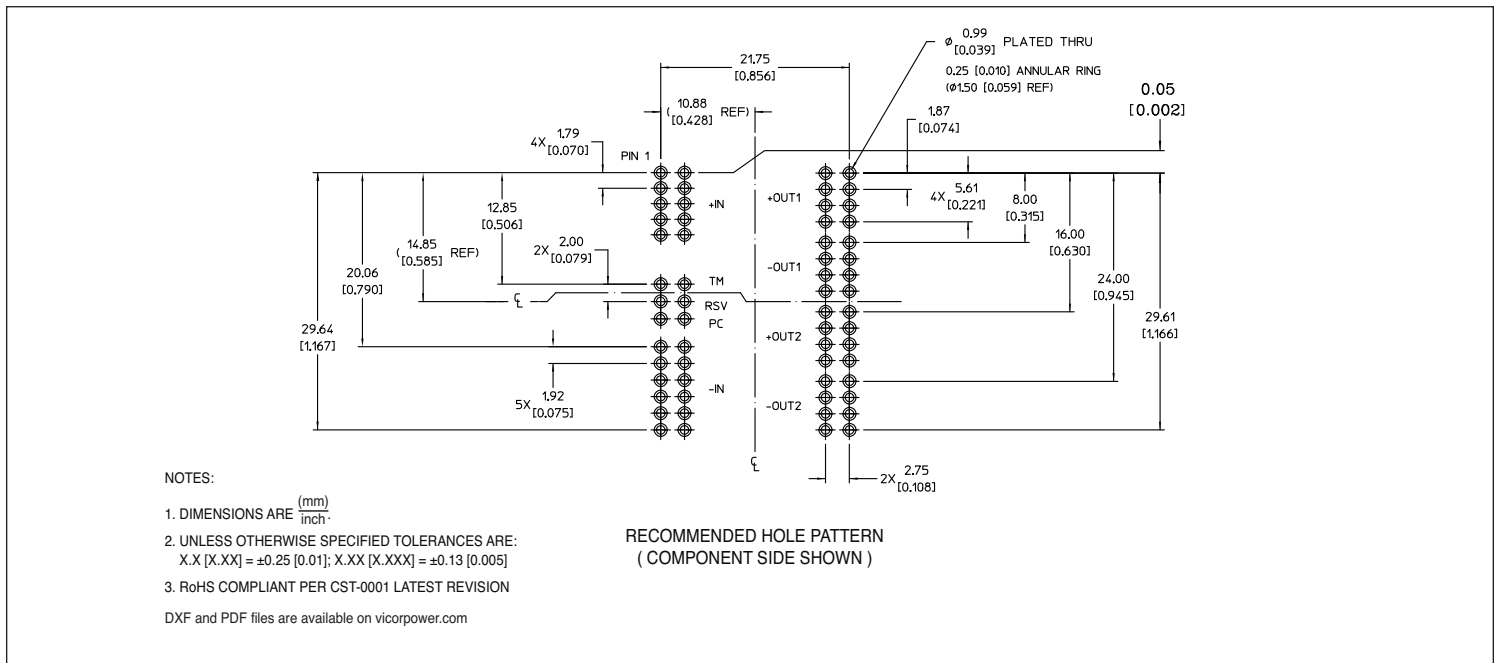 ø 0.99 [0.039] PLATED THRU
0.25 [0.010] ANNULAR RING
(ø1.50 [0.059] REF)
21.75
[0.856]
( 10.88 [0.428] REF)
0.05
[0.002]
1.87
[0.074]
4X 1.79 [0.070]
PIN 1
+IN
+OUT1
4X 5.61 [0.221]
8.00
[0.315]
12.85
[0.506]
( 14.85 [0.585] REF)
2X 2.00 [0.079]
16.00
[0.630]
20.06
[0.790]
-OUT1
24.00
[0.945]
TM
RSV
PC
℄
29.64
[1.167]
29.61
[1.166]
+OUT2
-IN
5X 1.92 [0.075]
-OUT2
℄
2X 2.75 [0.108]
NOTES:
1. DIMENSIONS ARE (mm) inch.
2. UNLESS OTHERWISE SPECIFIED TOLERANCES ARE:
X.X [X.XX] = ±0.25 [0.01]; X.XX [X.XXX] = ±0.13 [0.005]
3. RoHS COMPLIANT PER CST-0001 LATEST REVISION
DXF and PDF files are available on vicorpower.com
RECOMMENDED HOLE PATTERN
( COMPONENT SIDE SHOWN )